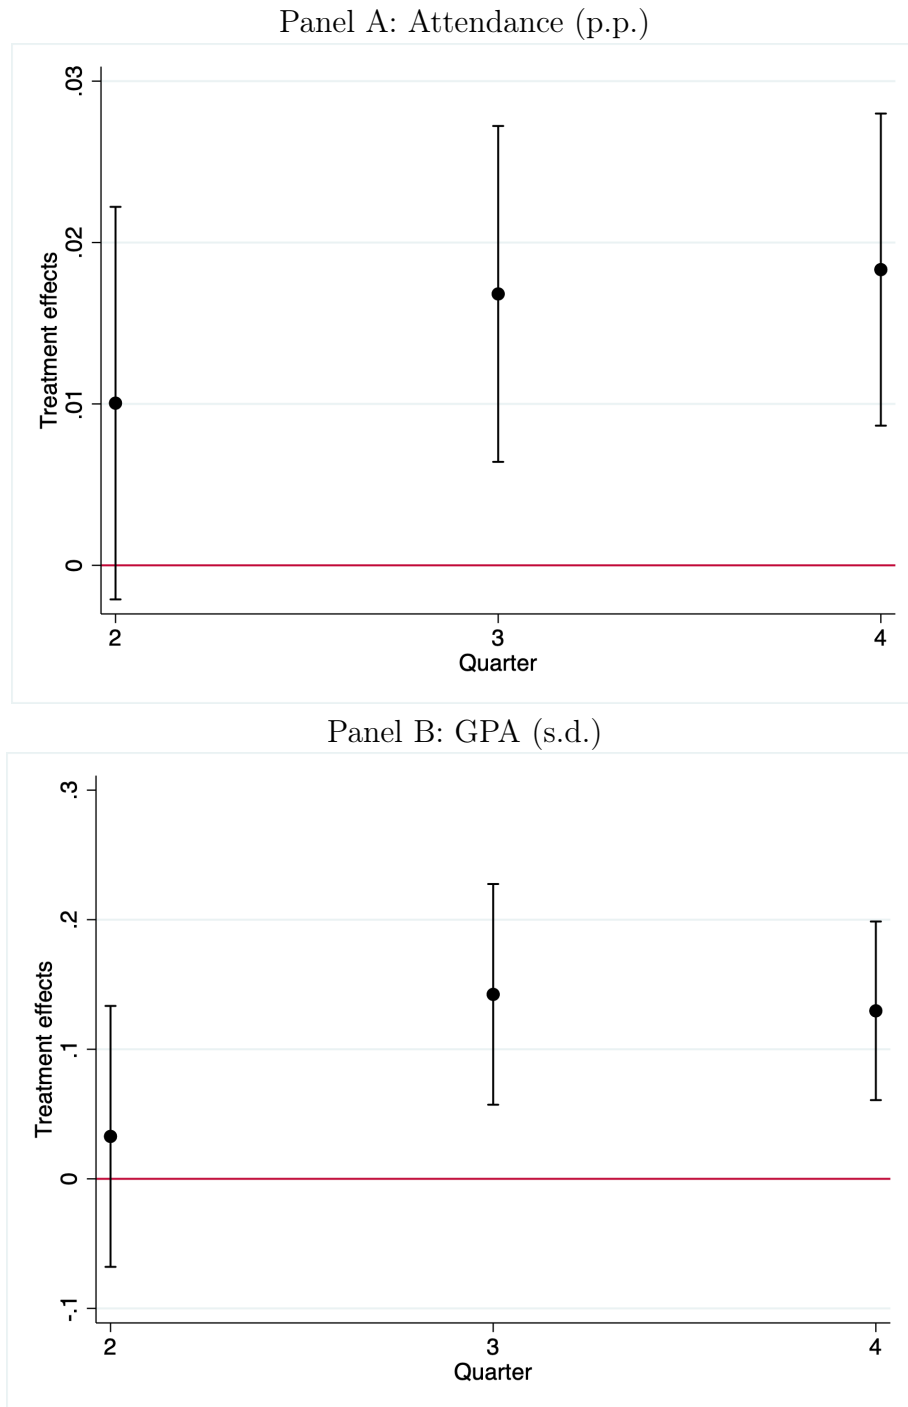 Panel A: Attendance (p.p.)
Treatment effects
.03
.02
.01
0
2 3 4
Quarter
Panel B: GPA (s.d.)
Treatment effects
.3
.2
.1
0
-.1
2 3 4
Quarter